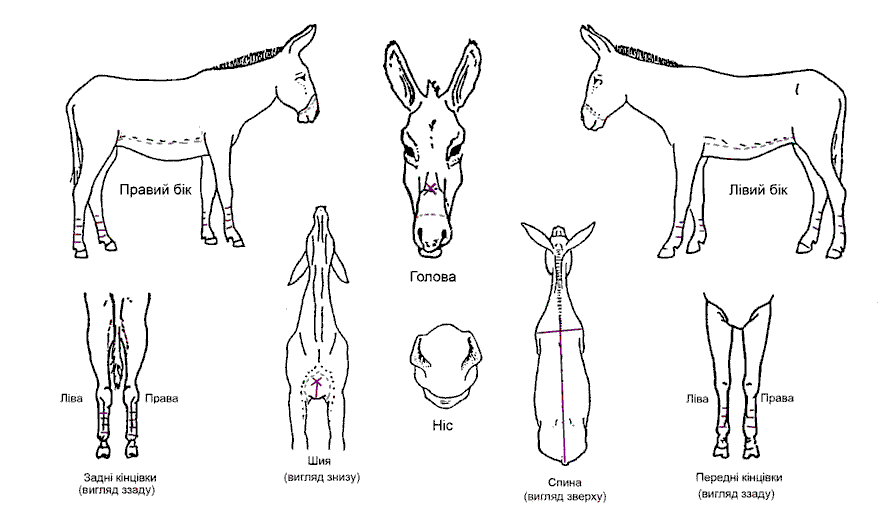 Правий бік
Лівий бік
Голова
Ліва
Права
Ніс
Ліва
Права
Шия
(вигляд знизу)
Задні кінцівки
(вигляд ззаду)
Спина
(вигляд зверху)
Передні кінцівки
(вигляд ззаду)